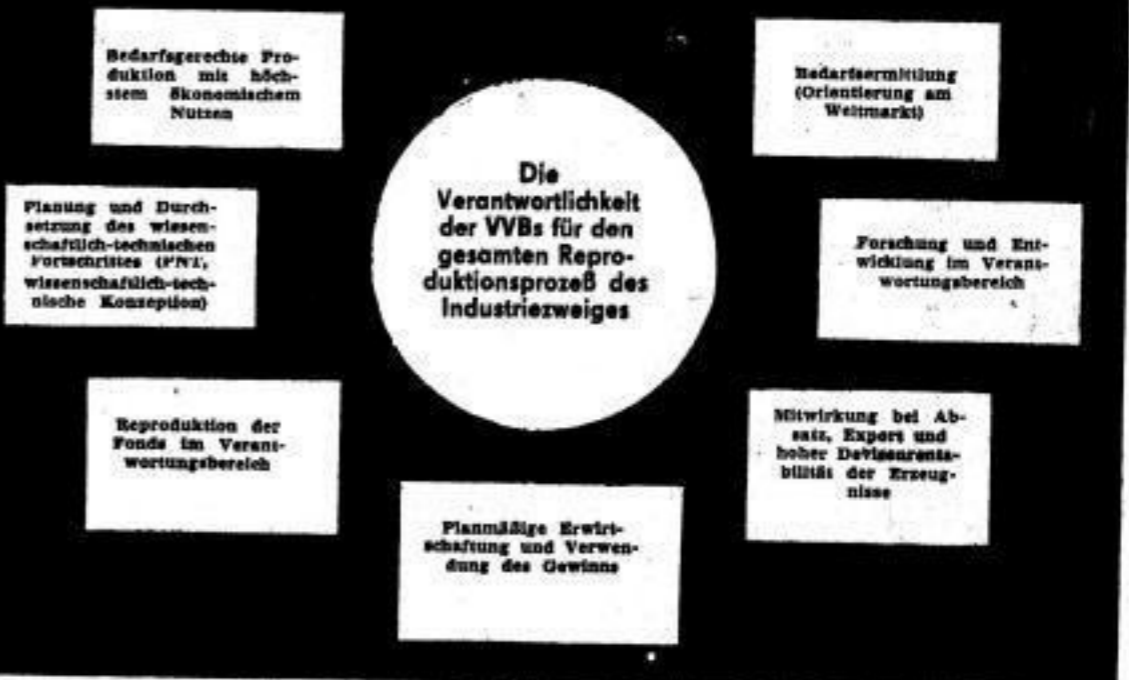 Die
Verantwortlichkeit
der VVBs für den
gesamten Repro-
duktionsprozeß des
Industriezweiges
Bedarfsgerechte Pro-
duktion mit höch-
stem ökonomischem
Nutzen
Bedarfsermittlung
(Orientierung am
Weltmarkt)
Planung und Durch-
setzung des wissen-
schaftlich-technischen
Fortschrittes (PNT,
wissenschaftlich-tech-
nische Konzeption)
Forschung und Ent-
wicklung im Verant-
wortungsbereich
Reproduktion der
Fonds im Verant-
wortungsbereich
Mitwirkung bei Ab-
satz, Export und
hoher Devisenrenta-
bilität der Erzeug-
nisse
Planmäßige Erwirt-
schaftung und Verwen-
dung des Gewinns